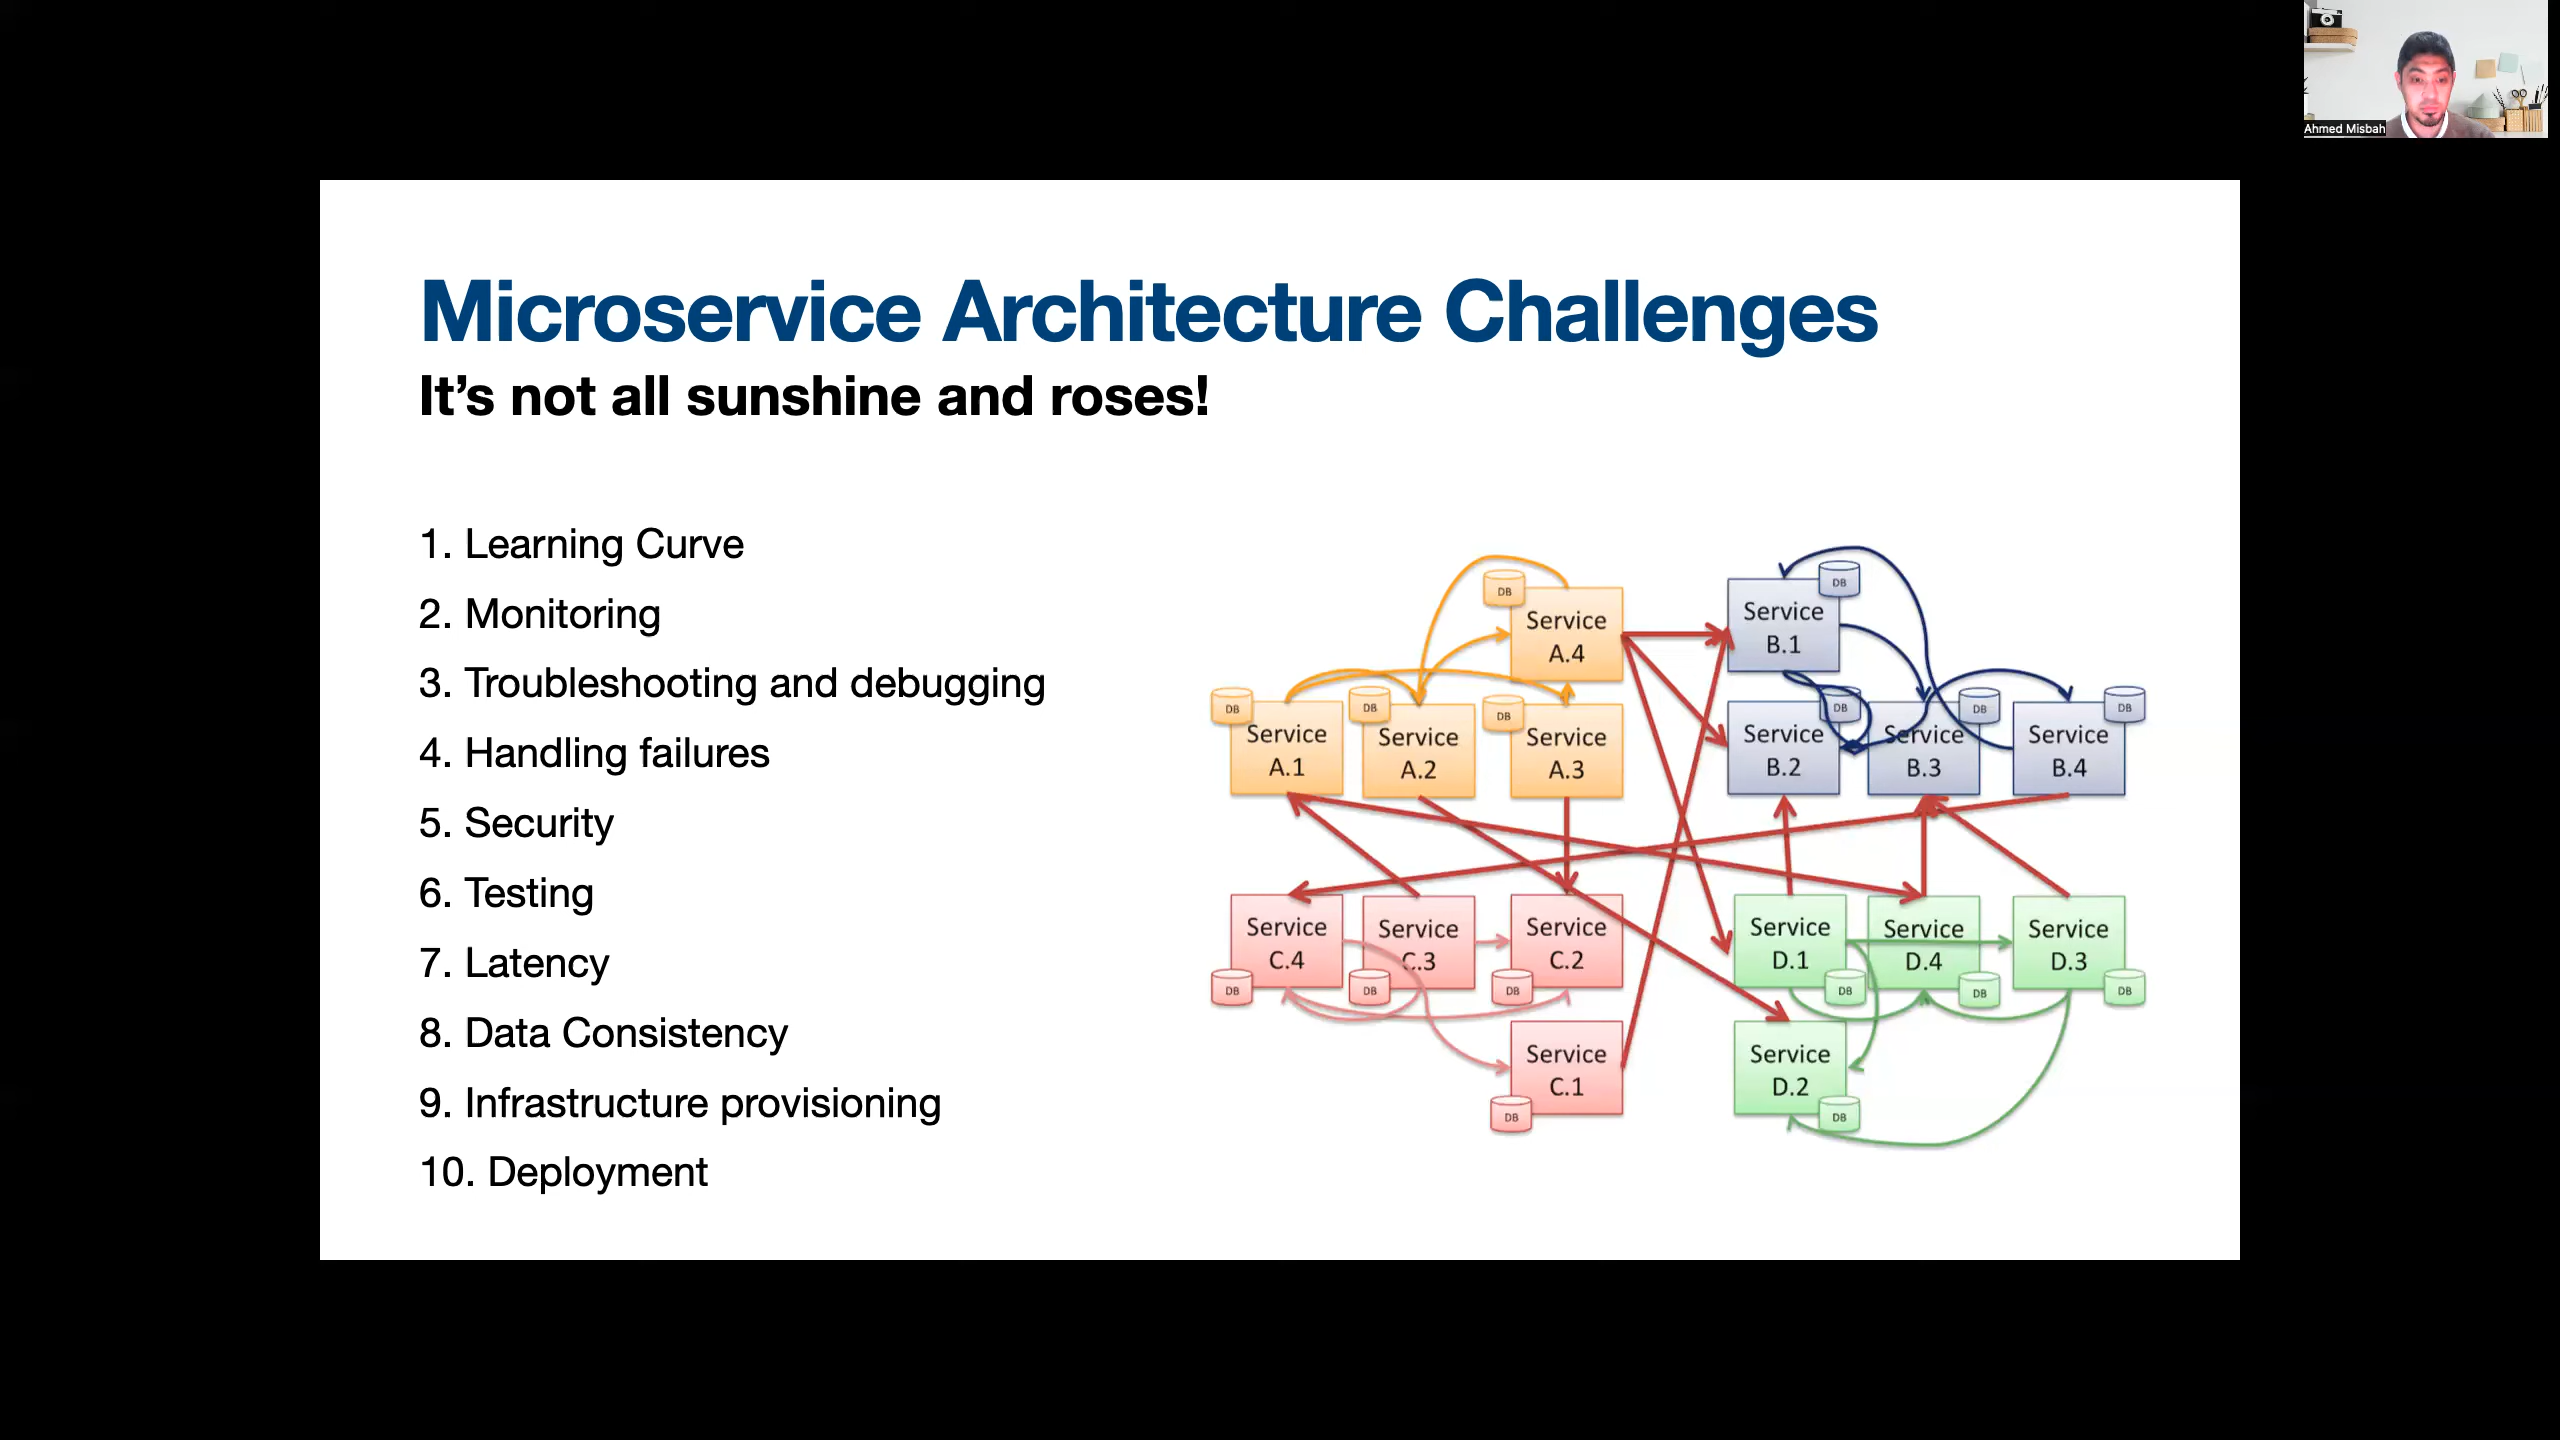 Ahmed Misbah
Microservice Architecture Challenges
It’s not all sunshine and roses!
1. Learning Curve
2. Monitoring
3. Troubleshooting and debugging
4. Handling failures
5. Security
6. Testing
7. Latency
8. Data Consistency
9. Infrastructure provisioning
10. Deployment
DB
Service
A.4
DB
Service
A.1
DB
Service
A.2
DB
Service
A.3
DB
Service
B.1
DB
Service
B.2
DB
Service
B.3
DB
Service
B.4
Service
C.4
DB
Service
C.3
DB
Service
C.2
DB
Service
C.1
DB
Service
D.1
DB
Service
D.4
DB
Service
D.3
DB
Service
D.2
DB